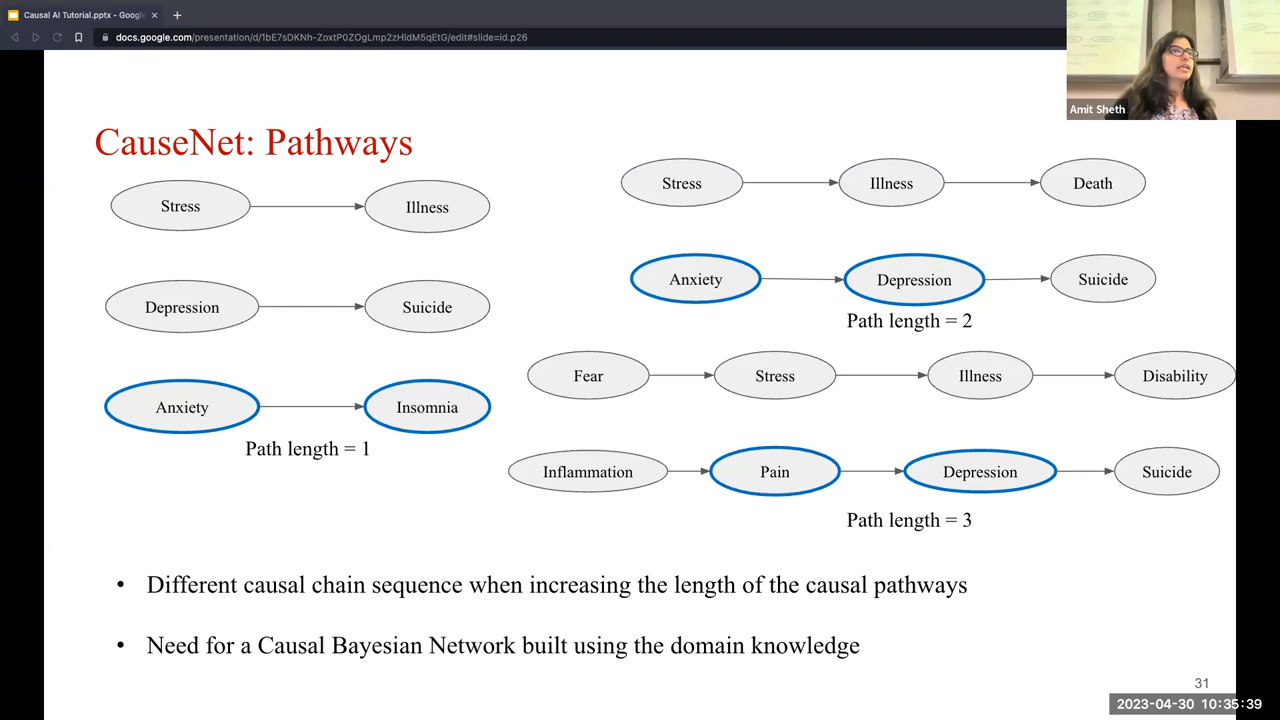 Causal AI Tutorial.pptx - Googl
docs.google.com/presentation/d/1bE7sDKNh-ZoxtP0ZOgLmp2zHldM5qEtG/edit#slide=id.p26
Amit Sheth
CauseNet: Pathways
Stress
Illness
Depression
Suicide
Anxiety
Insomnia
Path length = 1
Stress
Illness
Death
Anxiety
Depression
Suicide
Path length = 2
Fear
Stress
Illness
Disability
Inflammation
Pain
Depression
Suicide
Path length = 3
• Different causal chain sequence when increasing the length of the causal pathways
• Need for a Causal Bayesian Network built using the domain knowledge
31
2023-04-30 10:35:39